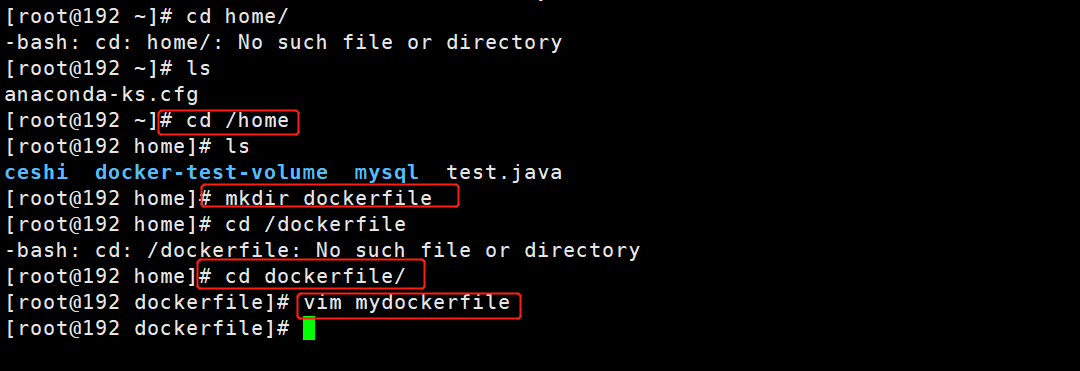 [root@192 ~]# cd home/
-bash: cd: home/: No such file or directory
[root@192 ~]# ls
anaconda-ks.cfg
[root@192 ~]# cd /home
[root@192 home]# ls
ceshi  docker-test-volume  mysql  test.java
[root@192 home]# mkdir dockerfile
[root@192 home]# cd /dockerfile
-bash: cd: /dockerfile: No such file or directory
[root@192 home]# cd dockerfile/
[root@192 dockerfile]# vim mydockerfile
[root@192 dockerfile]#